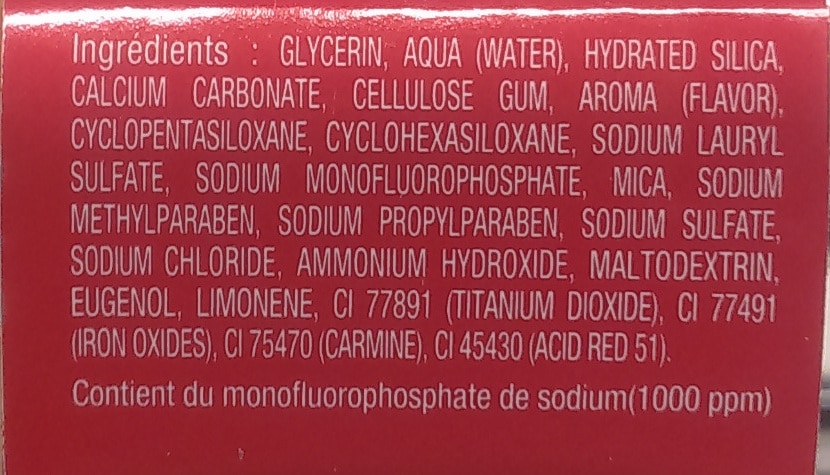 Ingrédients : GLYCERIN, AQUA (WATER), HYDRATED SILICA,
CALCIUM CARBONATE, CELLULOSE GUM, AROMA (FLAVOR),
CYCLOPENTASILOXANE, CYCLOHEXASILOXANE, SODIUM LAURYL
SULFATE, SODIUM MONOFLUOROPHOSPHATE, MICA, SODIUM
METHYLPARABEN, SODIUM PROPYLPARABEN, SODIUM SULFATE,
SODIUM CHLORIDE, AMMONIUM HYDROXIDE, MALTODEXTRIN,
EUGENOL, LIMONENE, CI 77891 (TITANIUM DIOXIDE), CI 77491
(IRON OXIDES), CI 75470 (CARMINE), CI 45430 (ACID RED 51).
Contient du monofluorophosphate de sodium(1000 ppm)